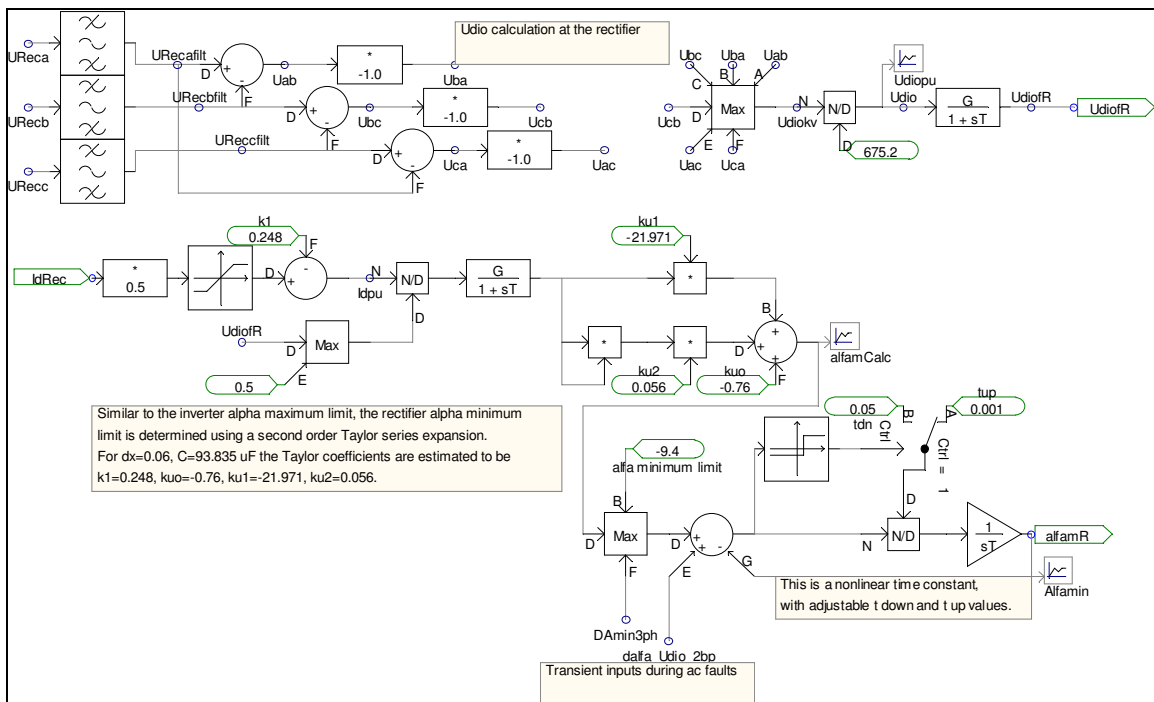 Udio calculation at the rectifier
UReca
URecafilt
D
+
-
F
Uab
*
-1.0
Uba
URecb
URecbfilt
D
+
-
F
Ubc
*
-1.0
Ucb
URecc
UReccfilt
D
+
-
F
Uca
*
-1.0
Uac
Ubc
Uba
Uab
C
B
A
Ucb
D
Max
E
F
Uac
Uca
N
Udiokv
N/D
D
675.2
Udiopu
Udio
G
1 + sT
UdiofR
UdiofR
IdRec
*
0.5
k1
0.248
F
D
+
-
N
Idpu
N/D
D
G
1 + sT
UdiofR
D
Max
E
0.5
ku1
-21.971
*
B
*
*
D
+
+
+
F
ku2
0.056
kuo
-0.76
alfamCalc
Similar to the inverter alpha maximum limit, the rectifier alpha minimum
limit is determined using a second order Taylor series expansion.
For dx=0.06, C=93.835 uF the Taylor coefficients are estimated to be
k1=0.248, kuo=-0.76, ku1=-21.971, ku2=0.056.
-9.4
alfa minimum limit
B
D
Max
F
D
+
+
-
E
G
DAmin3ph
dalfa_Udio_2bp
Transient inputs during ac faults
0.05
tdn
Ctrl
B
A
tup
0.001
Ctrl = 1
D
N
N/D
1
sT
alfamR
Alfamin
This is a nonlinear time constant,
with adjustable t down and t up values.